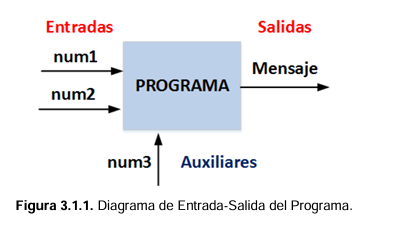 Entradas
Salidas
num1
Mensaje
PROGRAMA
num2
num3
Auxiliares
Figura 3.1.1. Diagrama de Entrada-Salida del Programa.